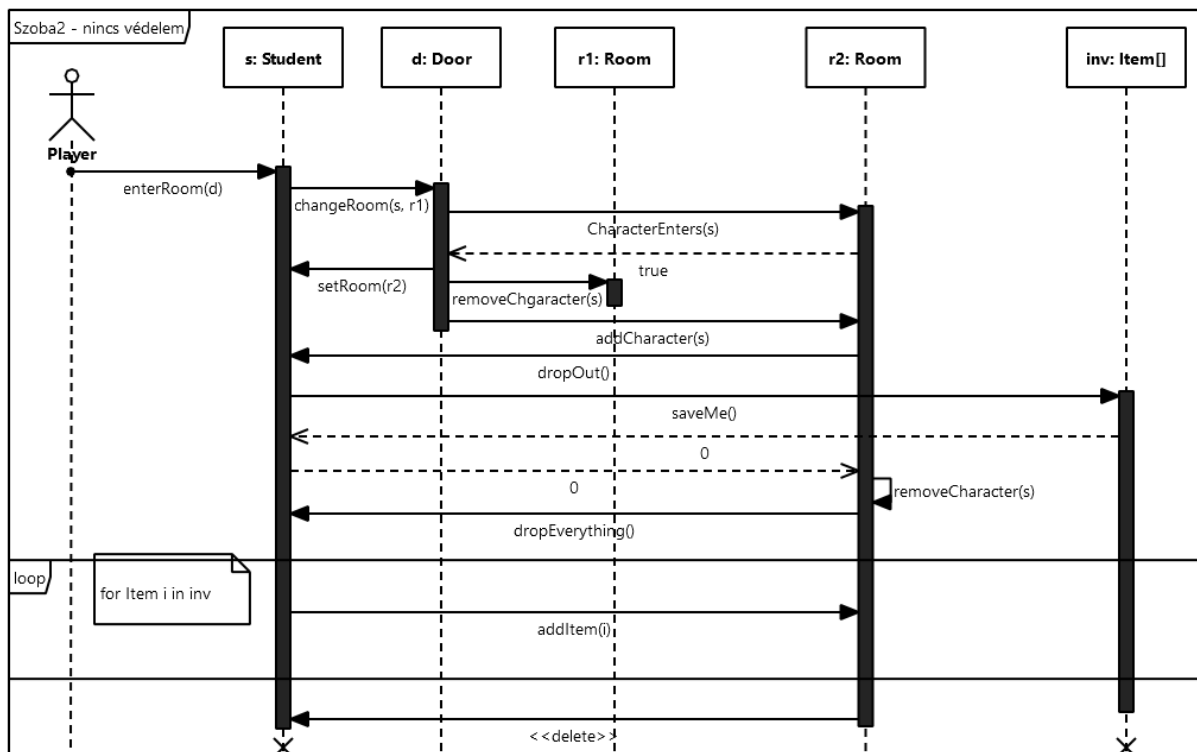 Szoba2 - nincs védelem
s: Student
d: Door
r1: Room
r2: Room
inv: Item[]
Player
enterRoom(d)
changeRoom(s, r1)
CharacterEnters(s)
true
setRoom(r2)
removeChgaracter(s)
addCharacter(s)
dropOut()
saveMe()
0
0
removeCharacter(s)
dropEverything()
loop
for Item i in inv
addItem(i)
<<delete>>